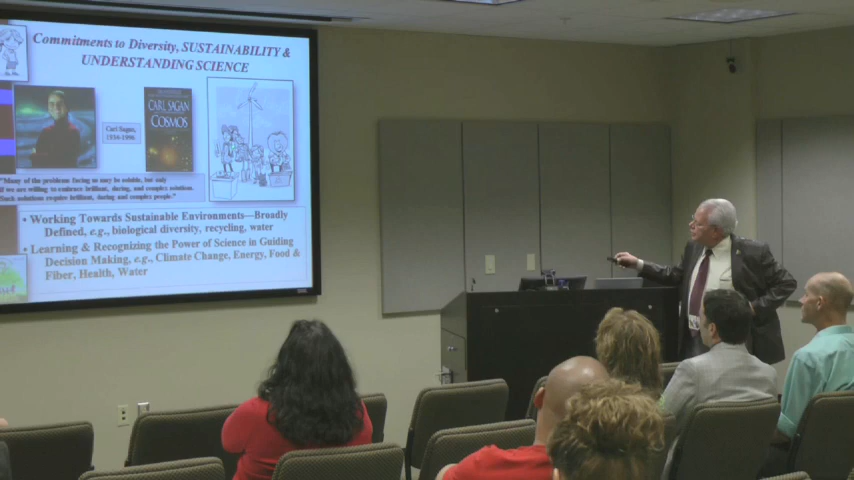 Commitments to Diversity, SUSTAINABILITY &
UNDERSTANDING SCIENCE
Carl Sagan,
1934-1996
CARL SAGAN
COSMOS
"Many of the problems facing us may be soluble, but only
if we are willing to embrace brilliant, daring, and complex solutions.
Such solutions require brilliant, daring and complex people."
• Working Towards Sustainable Environments—Broadly
Defined, e.g., biological diversity, recycling, water
• Learning & Recognizing the Power of Science in Guiding
Decision Making, e.g., Climate Change, Energy, Food &
Fiber, Health, Water